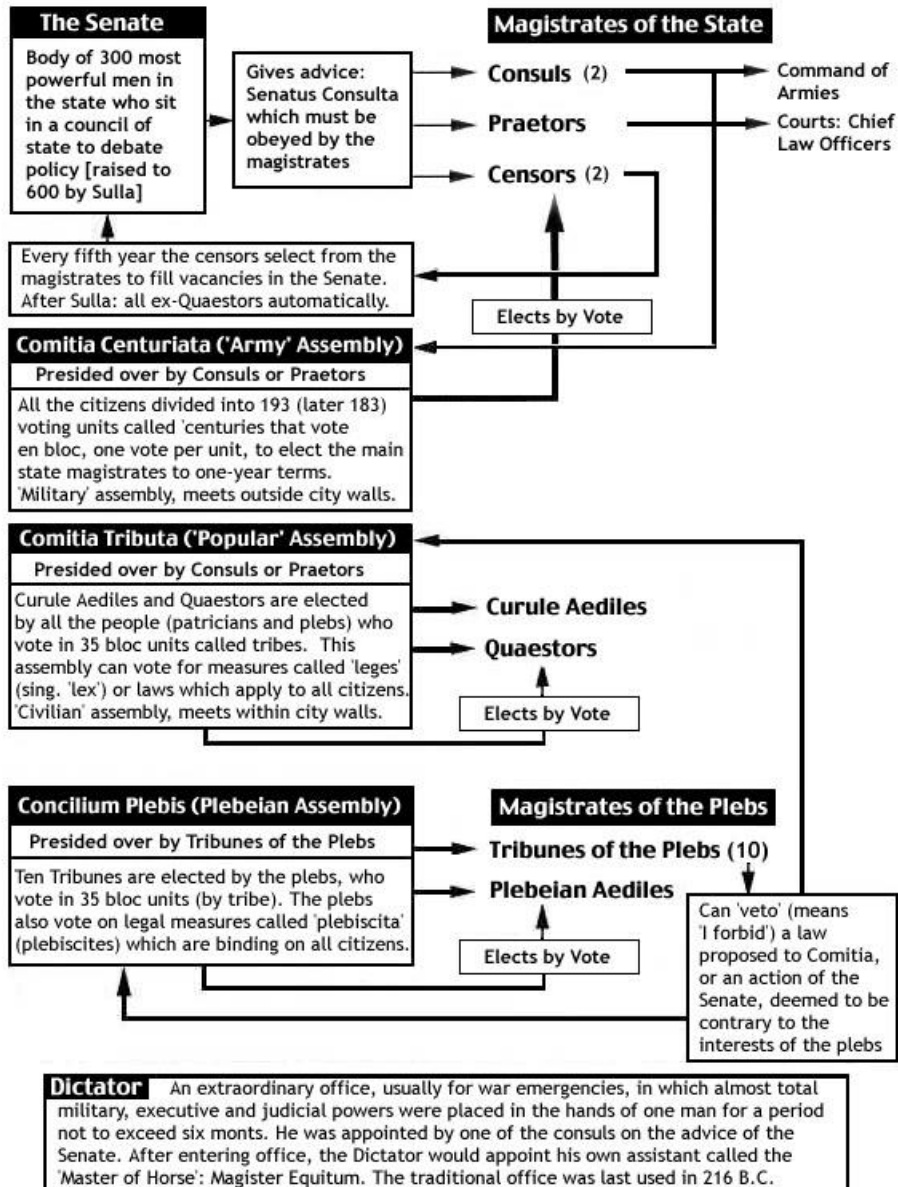 The Senate
Body of 300 most
powerful men in
the state who sit
in a council of
state to debate
policy [raised to
600 by Sulla]
Gives advice:
Senatus Consulta
which must be
obeyed by the
magistrates
Magistrates of the State
Consuls (2)
Praetors
Censors (2)
Command of
Armies
Courts: Chief
Law Officers
Every fifth year the censors select from the
magistrates to fill vacancies in the Senate.
After Sulla: all ex-Quaestors automatically.
Elects by Vote
Comitia Centuriata ('Army' Assembly)
Presided over by Consuls or Praetors
All the citizens divided into 193 (later 183)
voting units called 'centuries that vote
en bloc, one vote per unit, to elect the main
state magistrates to one-year terms.
'Military' assembly, meets outside city walls.
Comitia Tributa ('Popular' Assembly)
Presided over by Consuls or Praetors
Curule Aediles and Quaestors are elected
by all the people (patricians and plebs) who
vote in 35 bloc units called tribes. This
assembly can vote for measures called 'leges'
(sing. 'lex') or laws which apply to all citizens.
'Civilian' assembly, meets within city walls.
Curule Aediles
Quaestors
Elects by Vote
Concilium Plebis (Plebeian Assembly)
Presided over by Tribunes of the Plebs
Ten Tribunes are elected by the plebs, who
vote in 35 bloc units (by tribe). The plebs
also vote on legal measures called 'plebiscita'
(plebiscites) which are binding on all citizens.
Magistrates of the Plebs
Tribunes of the Plebs (10)
Plebeian Aediles
Elects by Vote
Can 'veto' (means
'I forbid') a law
proposed to Comitia,
or an action of the
Senate, deemed to be
contrary to the
interests of the plebs
Dictator An extraordinary office, usually for war emergencies, in which almost total
military, executive and judicial powers were placed in the hands of one man for a period
not to exceed six monts. He was appointed by one of the consuls on the advice of the
Senate. After entering office, the Dictator would appoint his own assistant called the
'Master of Horse': Magister Equitum. The traditional office was last used in 216 B.C.